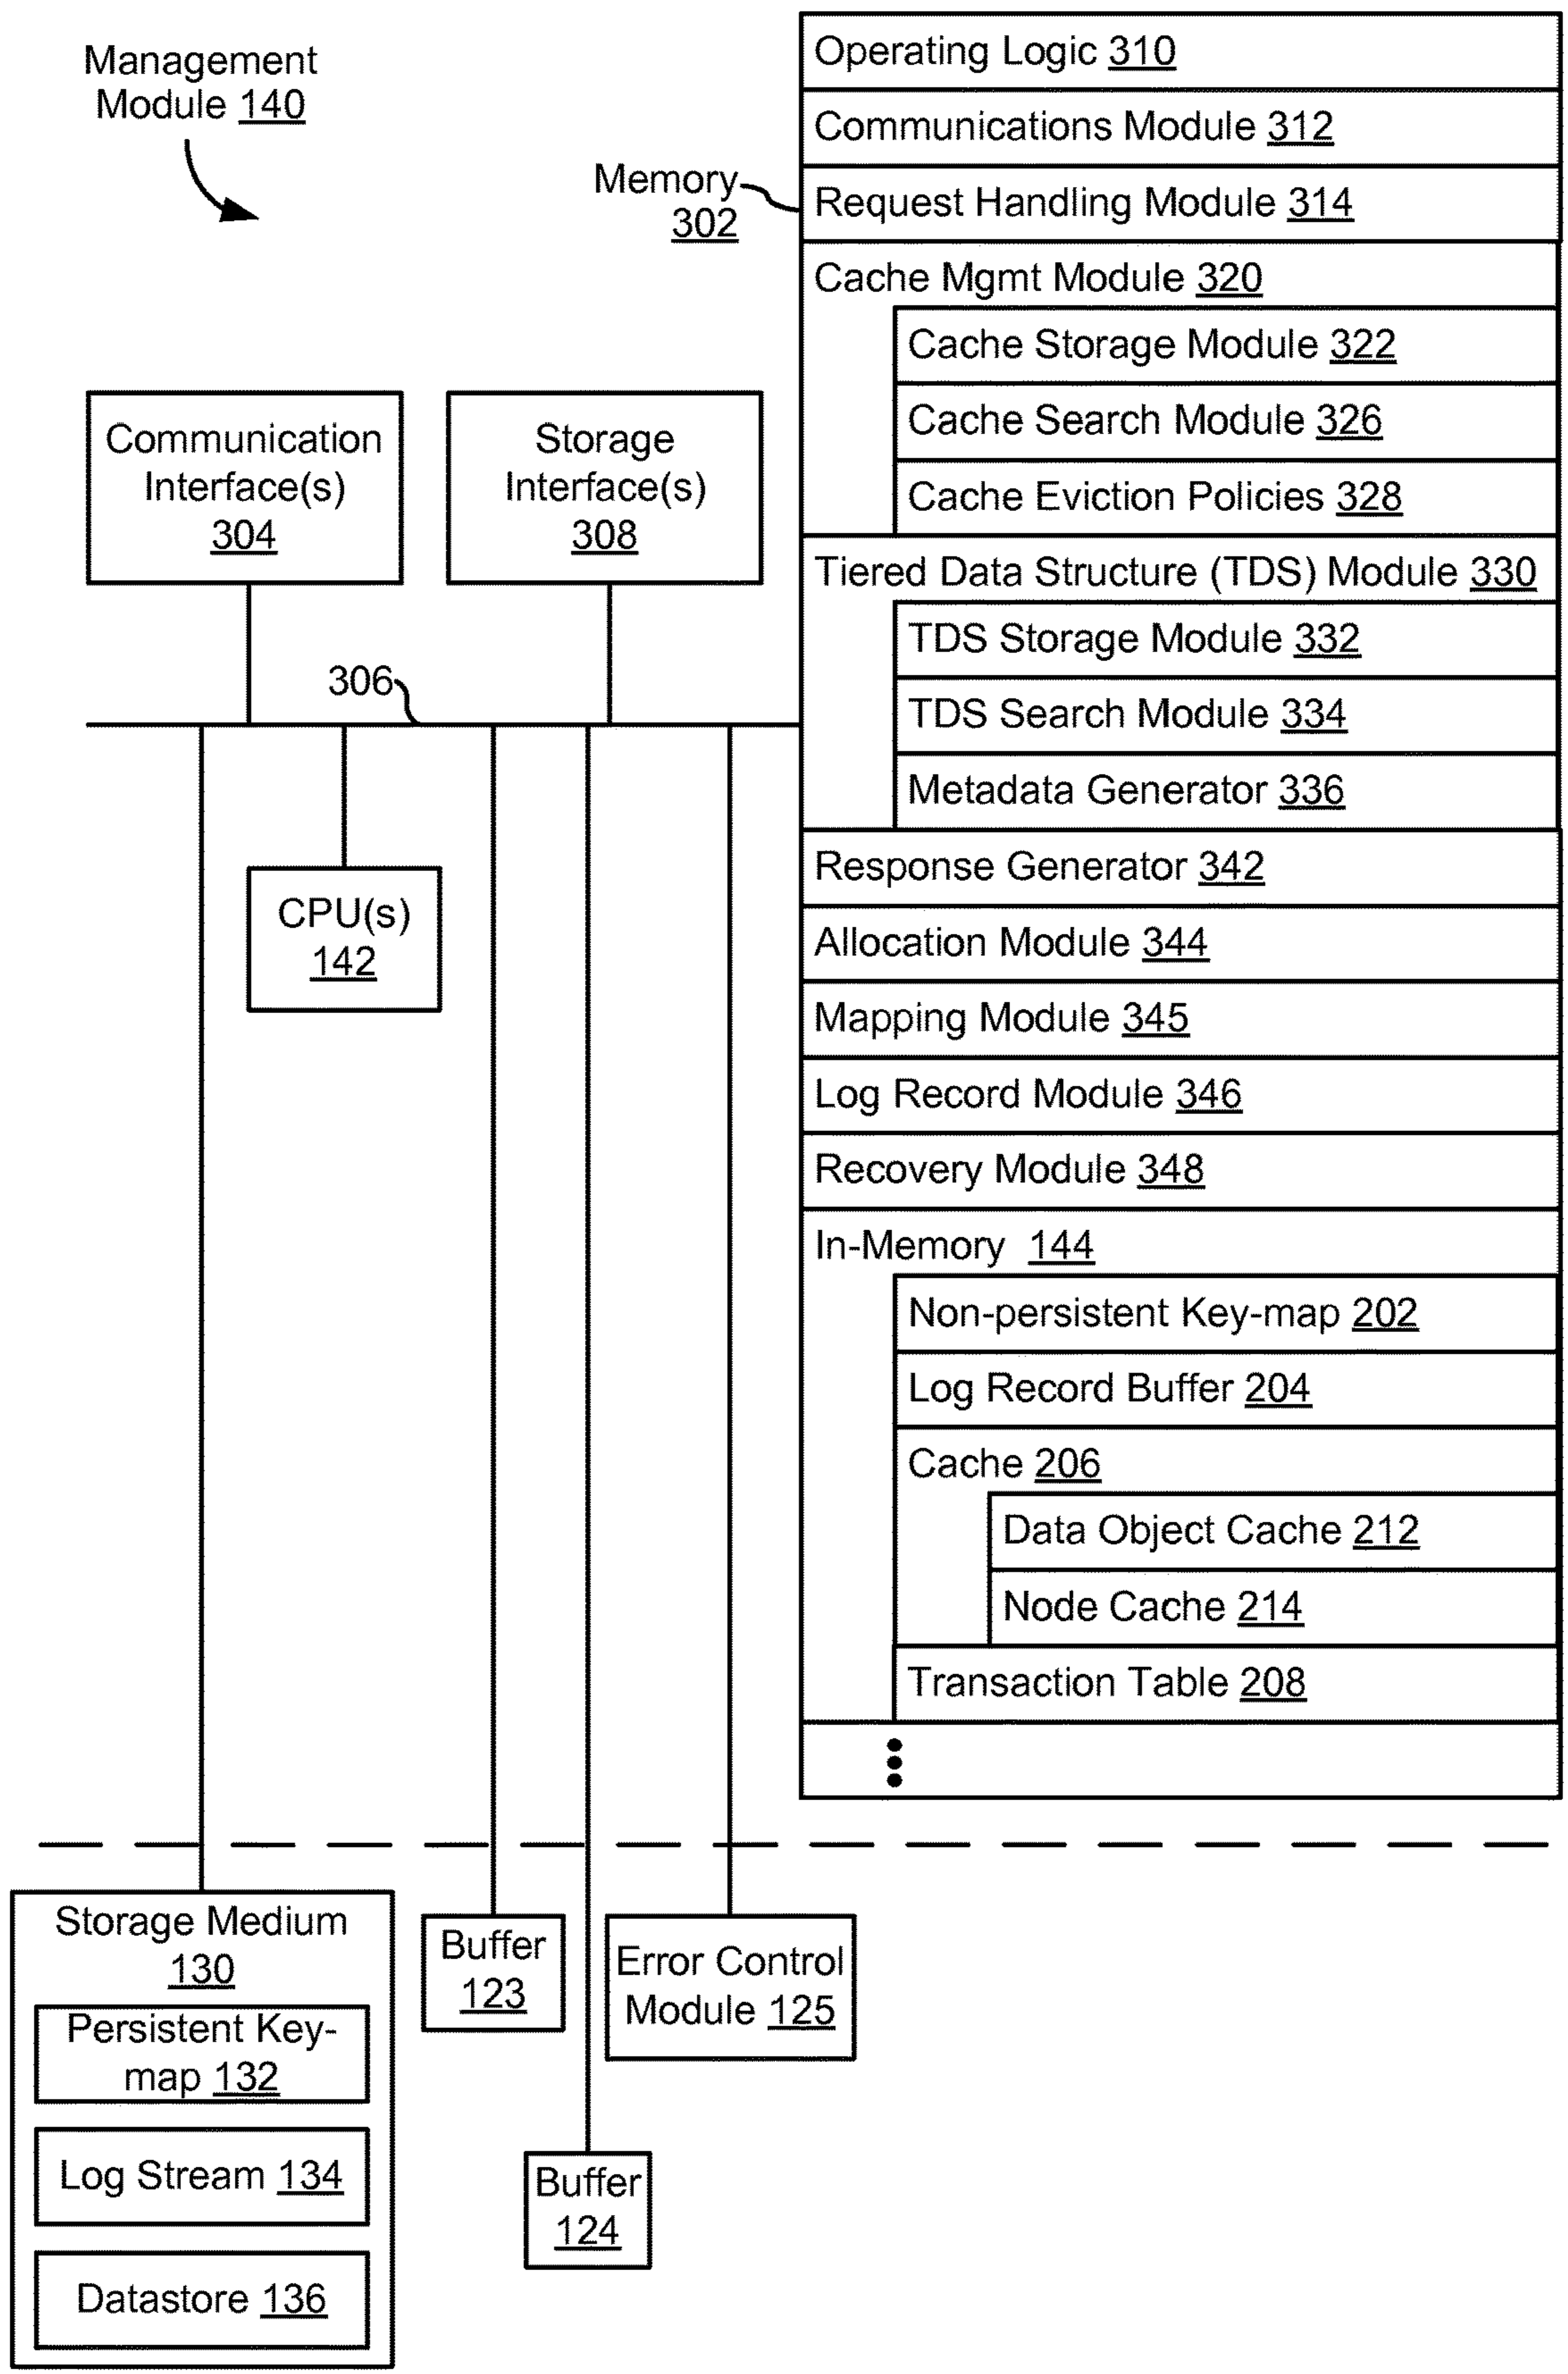 Management
Module 140
Memory
302
Operating Logic 310
Communications Module 312
Request Handling Module 314
Cache Mgmt Module 320
Cache Storage Module 322
Cache Search Module 326
Cache Eviction Policies 328
Tiered Data Structure (TDS) Module 330
TDS Storage Module 332
TDS Search Module 334
Metadata Generator 336
Response Generator 342
Allocation Module 344
Mapping Module 345
Log Record Module 346
Recovery Module 348
In-Memory 144
Non-persistent Key-map 202
Log Record Buffer 204
Cache 206
Data Object Cache 212
Node Cache 214
Transaction Table 208
Communication
Interface(s)
304
Storage
Interface(s)
308
306
CPU(s)
142
Storage Medium
130
Persistent Key-
map 132
Log Stream 134
Datastore 136
Buffer
123
Buffer
124
Error Control
Module 125